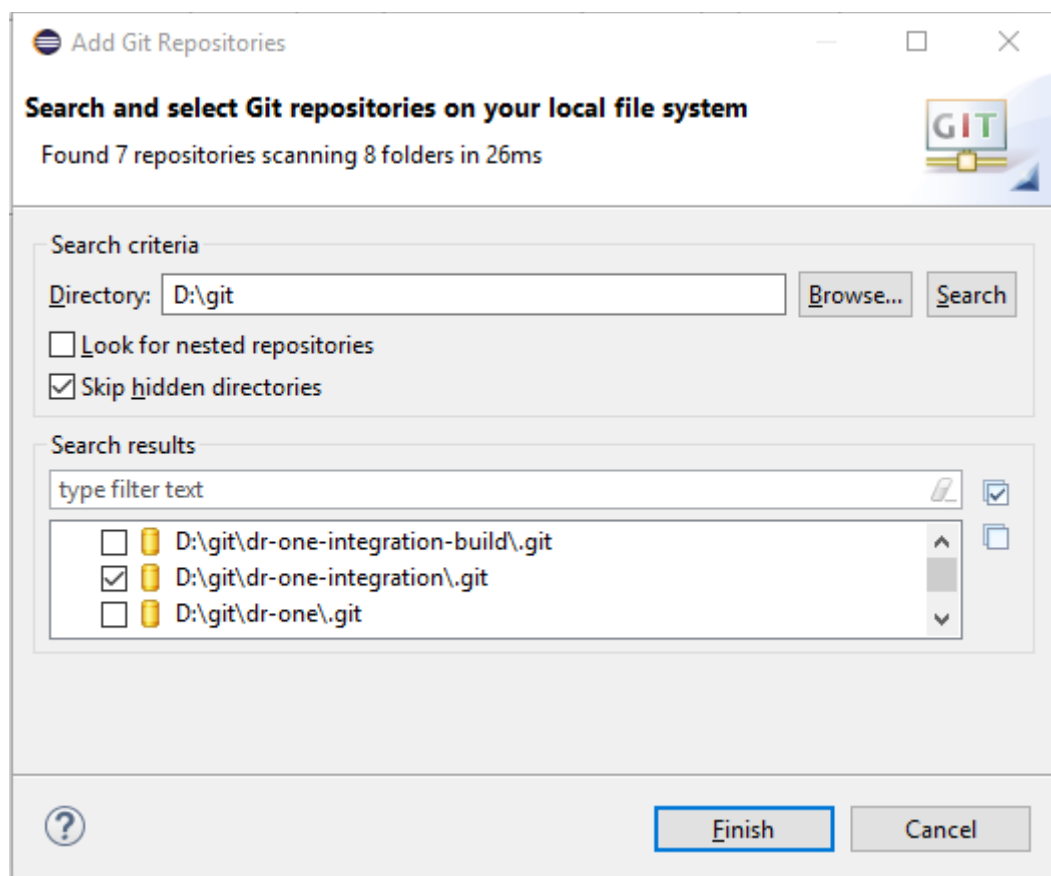 Add Git Repositories
Search and select Git repositories on your local file system
Found 7 repositories scanning 8 folders in 26ms
GIT
Search criteria
Directory: D:\git Browse... Search
Look for nested repositories
Skip hidden directories
Search results
type filter text
D:\git\dr-one-integration-build\.git
D:\git\dr-one-integration\.git
D:\git\dr-one\.git
? Finish Cancel